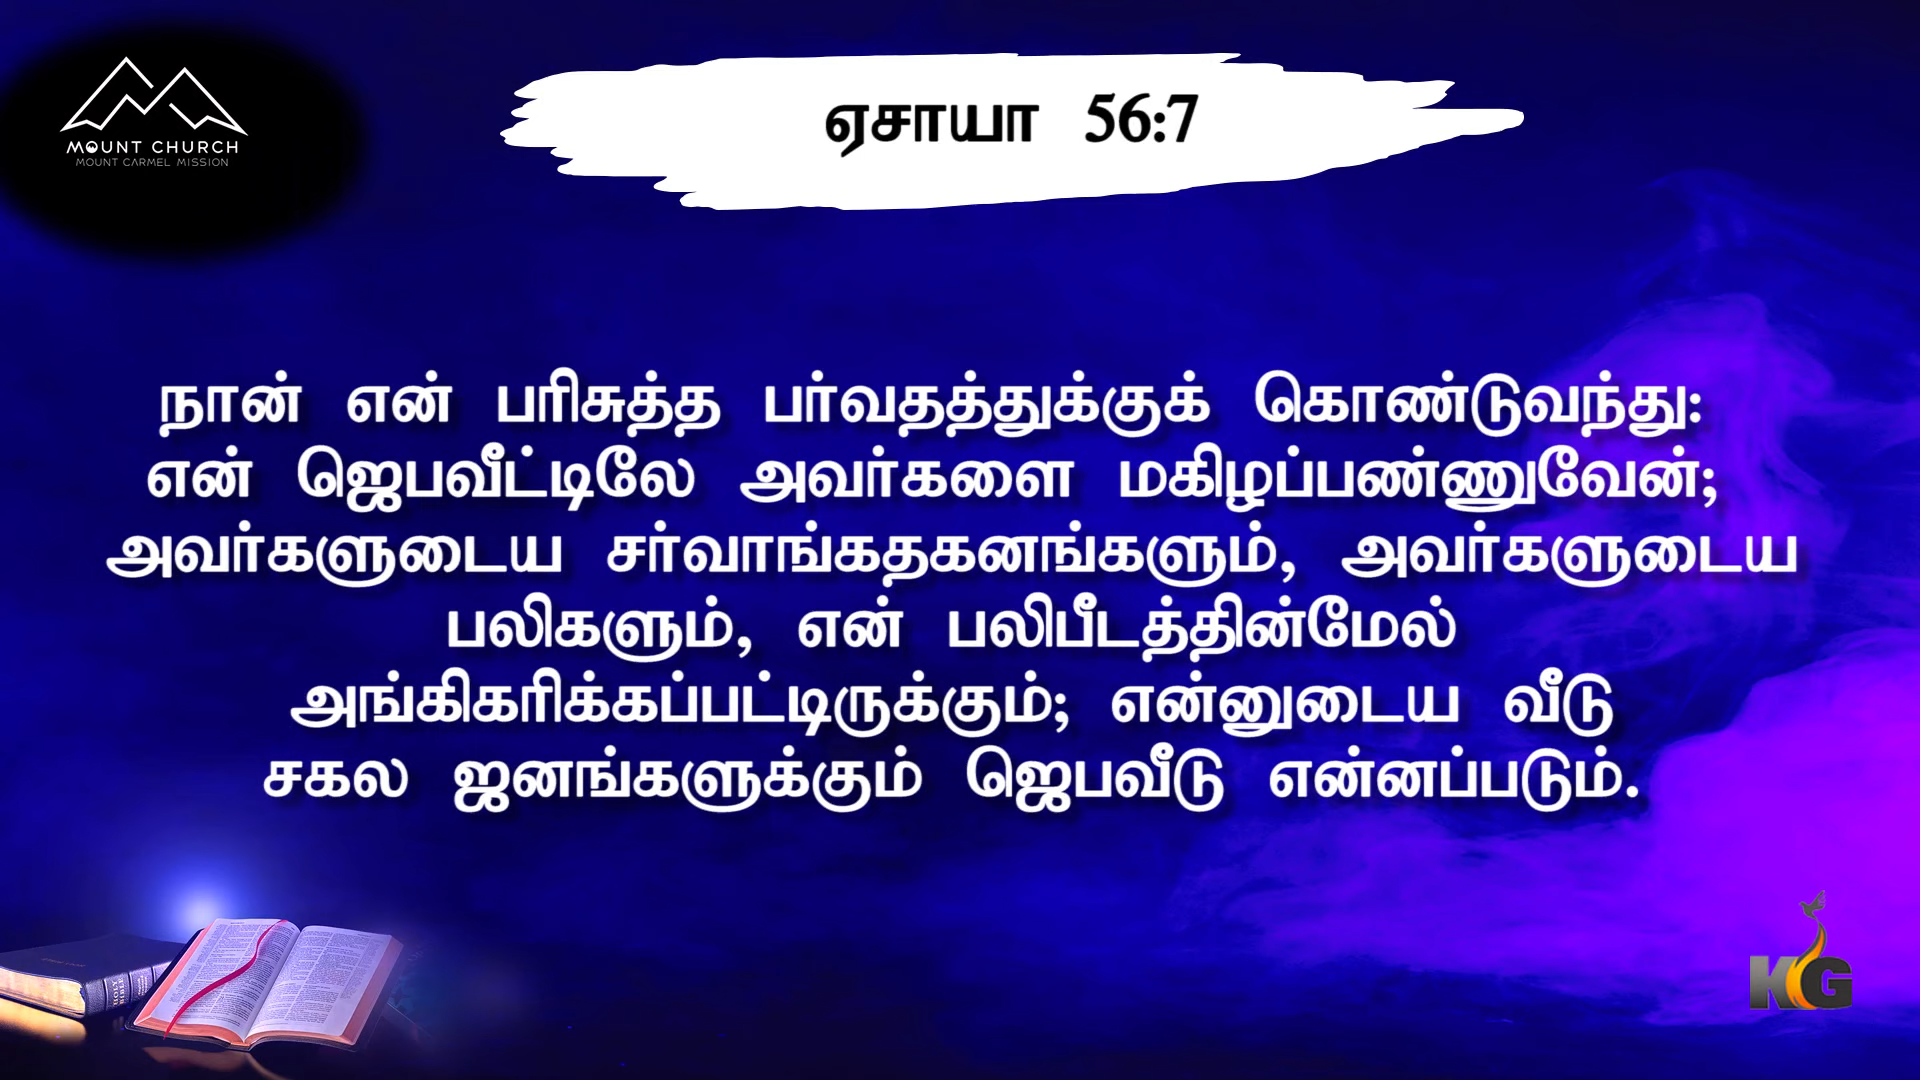 MOUNT CHURCH
MOUNT CARMEL MISSION
ஏசாயா 56:7
நான் என் பரிசுத்த பர்வதத்துக்குக் கொண்டுவந்து:
என் ஜெபவீட்டிலே அவர்களை மகிழப்பண்ணுவேன்;
அவர்களுடைய சர்வாங்கதகனங்களும், அவர்களுடைய
பலிகளும், என் பலிபீடத்தின்மேல்
அங்கிகரிக்கப்பட்டிருக்கும்; என்னுடைய வீடு
சகல ஜனங்களுக்கும் ஜெபவீடு என்னப்படும்.
HOLY BIBLE
KG